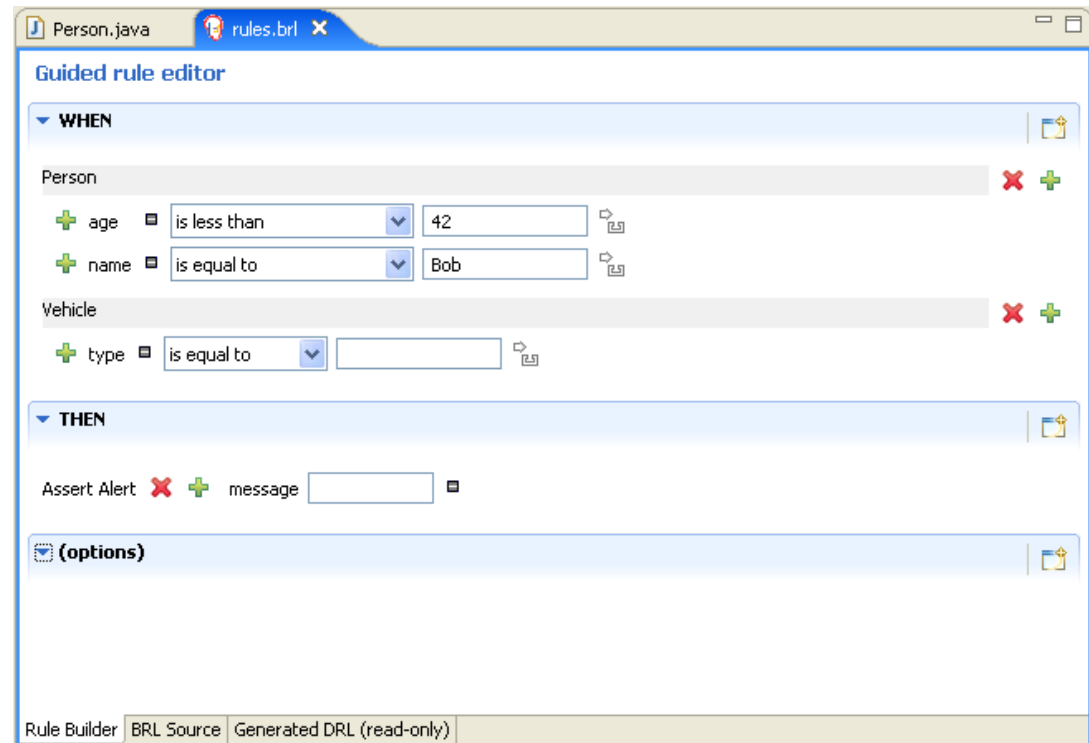 Person.java rules.brl
Guided rule editor
WHEN
Person
age is less than 42
name is equal to Bob
Vehicle
type is equal to
THEN
Assert Alert message
(options)
Rule Builder BRL Source Generated DRL (read-only)